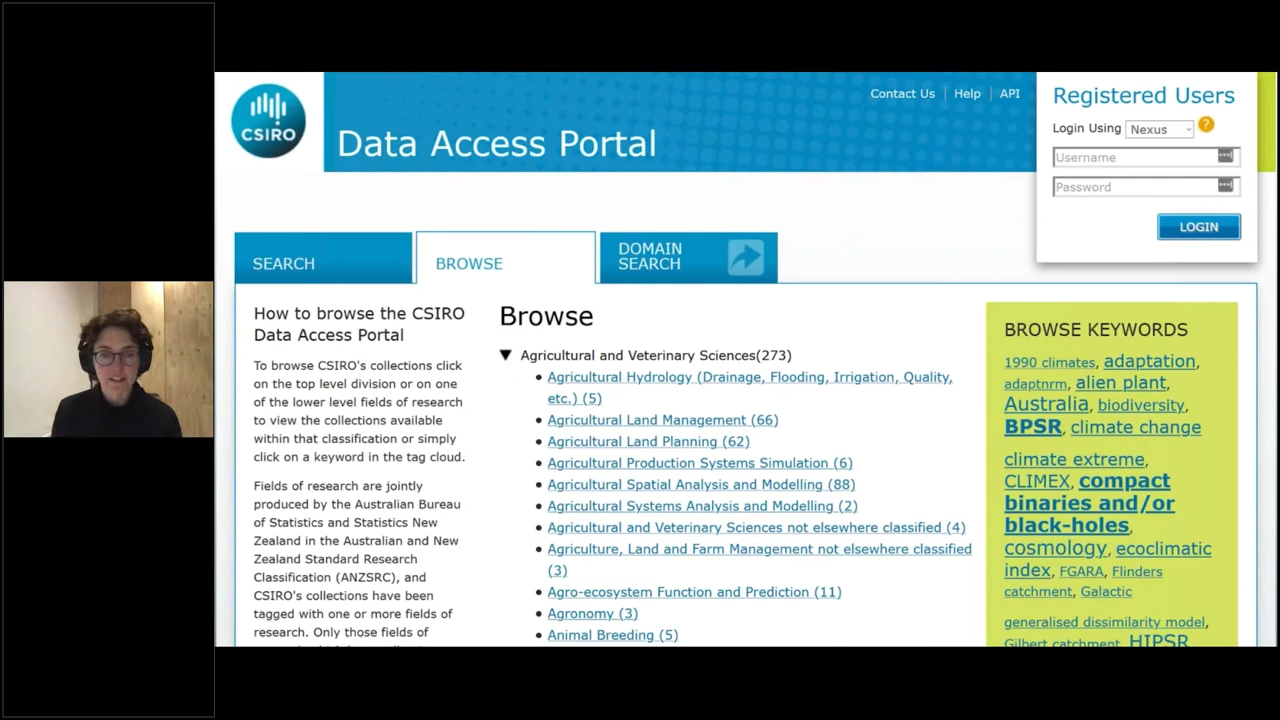 CSIRO
Data Access Portal
Contact Us
Help
API
Registered Users
Login Using
Nexus
?
Username
Password
LOGIN
SEARCH
BROWSE
DOMAIN
SEARCH
How to browse the CSIRO
Data Access Portal
To browse CSIRO's collections click
on the top level division or on one
of the lower level fields of research
to view the collections available
within that classification or simply
click on a keyword in the tag cloud.
Fields of research are jointly
produced by the Australian Bureau
of Statistics and Statistics New
Zealand in the Australian and New
Zealand Standard Research
Classification (ANZSRC), and
CSIRO's collections have been
tagged with one or more fields of
research. Only those fields of
Browse
Agricultural and Veterinary Sciences(273)
Agricultural Hydrology (Drainage, Flooding, Irrigation, Quality,
etc.) (5)
Agricultural Land Management (66)
Agricultural Land Planning (62)
Agricultural Production Systems Simulation (6)
Agricultural Spatial Analysis and Modelling (88)
Agricultural Systems Analysis and Modelling (2)
Agricultural and Veterinary Sciences not elsewhere classified (4)
Agriculture, Land and Farm Management not elsewhere classified
(3)
Agro-ecosystem Function and Prediction (11)
Agronomy (3)
Animal Breeding (5)
BROWSE KEYWORDS
1990 climates, adaptation,
adaptnrm, alien plant,
Australia, biodiversity,
BPSR, climate change
climate extreme,
CLIMEX, compact
binaries and/or
black-holes,
cosmology, ecoclimatic
index, FGARA, Flinders
catchment, Galactic
generalised dissimilarity model,
Gilbert catchment, HIPSR